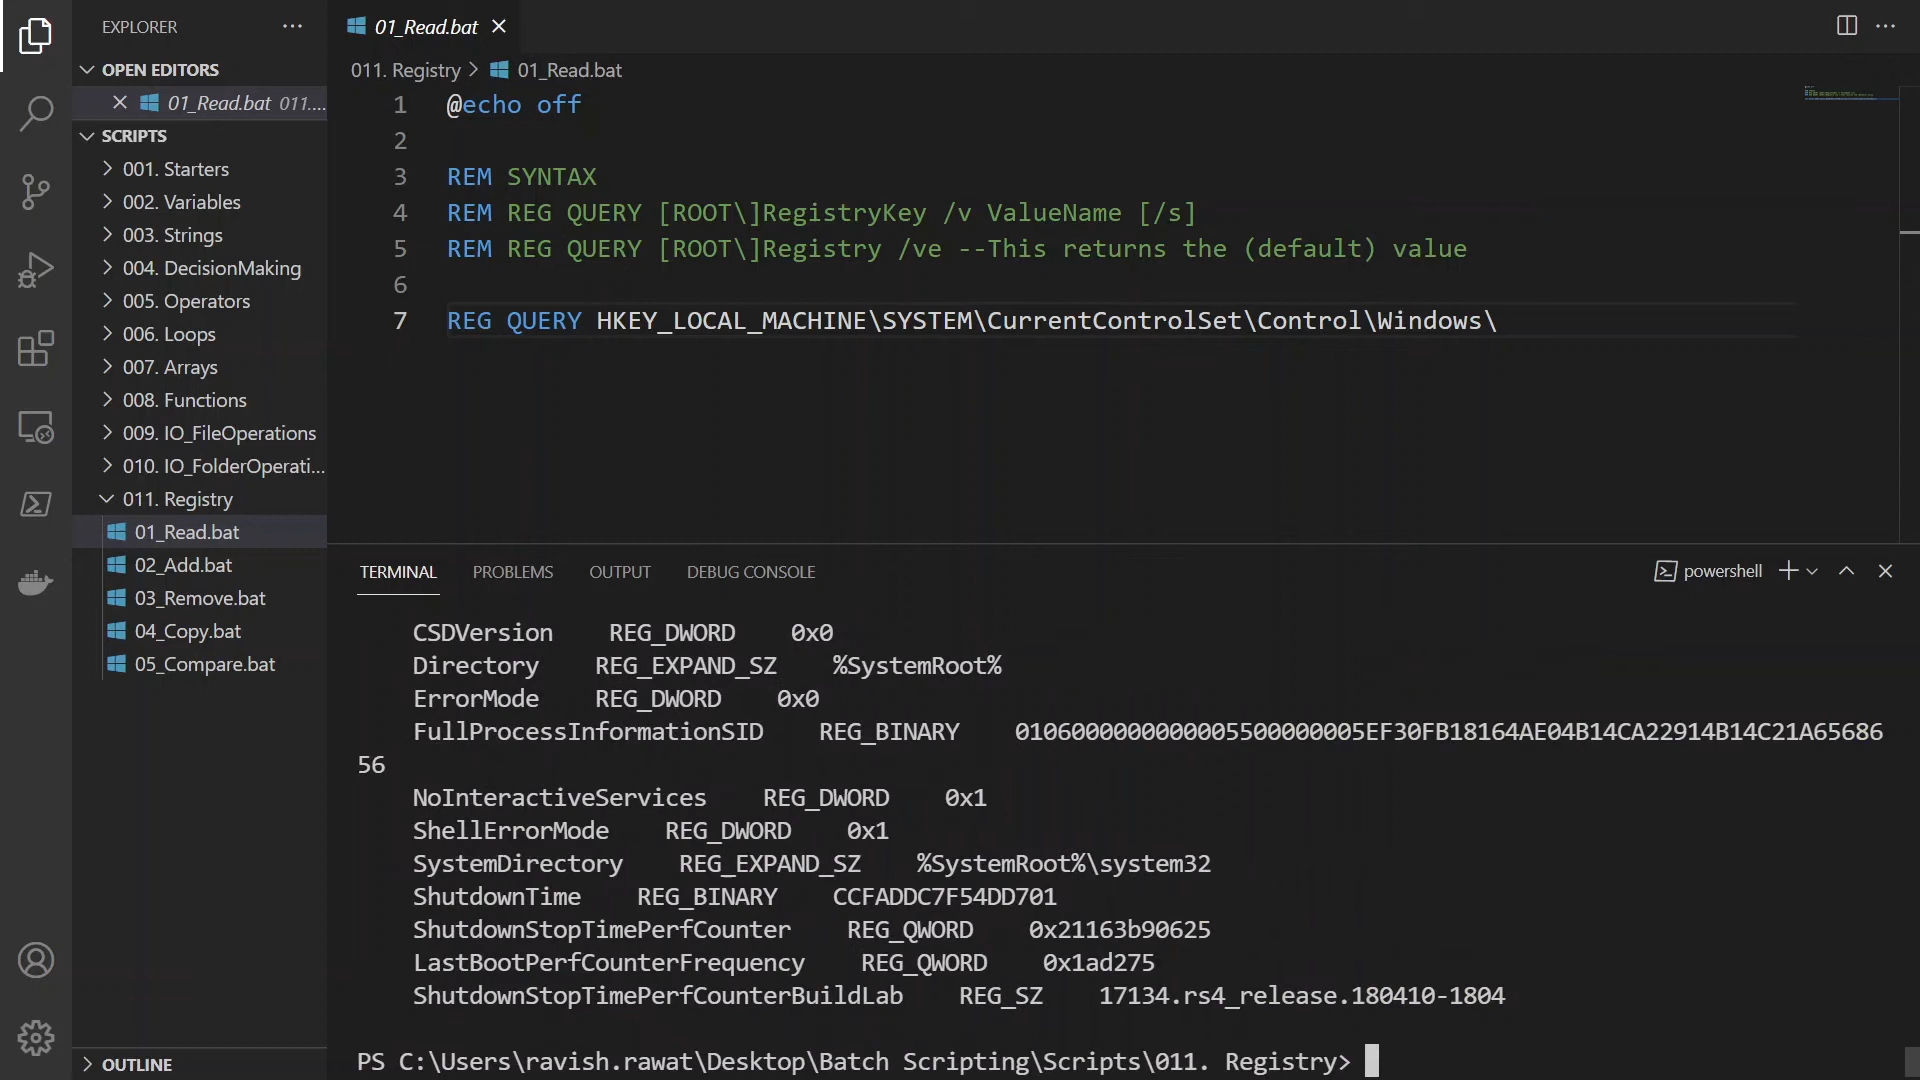 EXPLORER
OPEN EDITORS
01_Read.bat 011....
SCRIPTS
001. Starters
002. Variables
003. Strings
004. DecisionMaking
005. Operators
006. Loops
007. Arrays
008. Functions
009. IO_FileOperations
010. IO_FolderOperati...
011. Registry
01_Read.bat
02_Add.bat
03_Remove.bat
04_Copy.bat
05_Compare.bat
OUTLINE
01_Read.bat
011. Registry > 01_Read.bat
1 @echo off
2
3 REM SYNTAX
4 REM REG QUERY [ROOT\]RegistryKey /v ValueName [/s]
5 REM REG QUERY [ROOT\]Registry /ve --This returns the (default) value
6
7 REG QUERY HKEY_LOCAL_MACHINE\SYSTEM\CurrentControlSet\Control\Windows\
TERMINAL PROBLEMS OUTPUT DEBUG CONSOLE powershell
CSDVersion REG_DWORD 0x0
Directory REG_EXPAND_SZ %SystemRoot%
ErrorMode REG_DWORD 0x0
FullProcessInformationSID REG_BINARY 0106000000000005500000005EF30FB18164AE04B14CA22914B14C21A65686
56
NoInteractiveServices REG_DWORD 0x1
ShellErrorMode REG_DWORD 0x1
SystemDirectory REG_EXPAND_SZ %SystemRoot%\system32
ShutdownTime REG_BINARY CCFADDC7F54DD701
ShutdownStopTimePerfCounter REG_QWORD 0x21163b90625
LastBootPerfCounterFrequency REG_QWORD 0x1ad275
ShutdownStopTimePerfCounterBuildLab REG_SZ 17134.rs4_release.180410-1804
PS C:\Users\ravish.rawat\Desktop\Batch Scripting\Scripts\011. Registry>